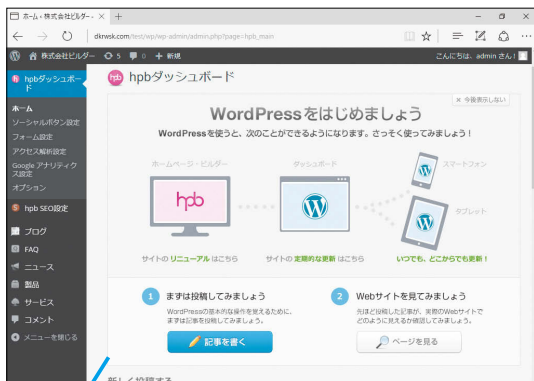 ホーム ‹ 株式会社ビルダー -
dkrwsk.com/test/wp/wp-admin/admin.php?page=hpb_main
株式会社ビルダー 5 0 + 新規 こんにちは、admin さん！
hpbダッシュボード
ホーム
ソーシャルボタン設定
フォーム設定
アクセス解析設定
Google アナリティクス設定
オプション
hpb SEO設定
ブログ
FAQ
ニュース
製品
サービス
コメント
メニューを閉じる
hpb hpbダッシュボード
× 今後表示しない
WordPressをはじめましょう
WordPressを使うと、次のことができるようになります。さっそく使ってみましょう！
ホームページ・ビルダー ダッシュボード スマートフォン
hpb
タブレット
サイトの リニューアル はこちら サイトの 定期的な更新 はこちら いつでも、どこからでも更新！
1 まずは投稿してみましょう
WordPressの基本的な操作を覚えるために、
まずは記事を投稿してみましょう。
記事を書く
2 Webサイトを見てみましょう
先ほど投稿した記事が、実際のWebサイトで
どのように見えるか確認してみましょう。
ページを見る
新しく投稿する